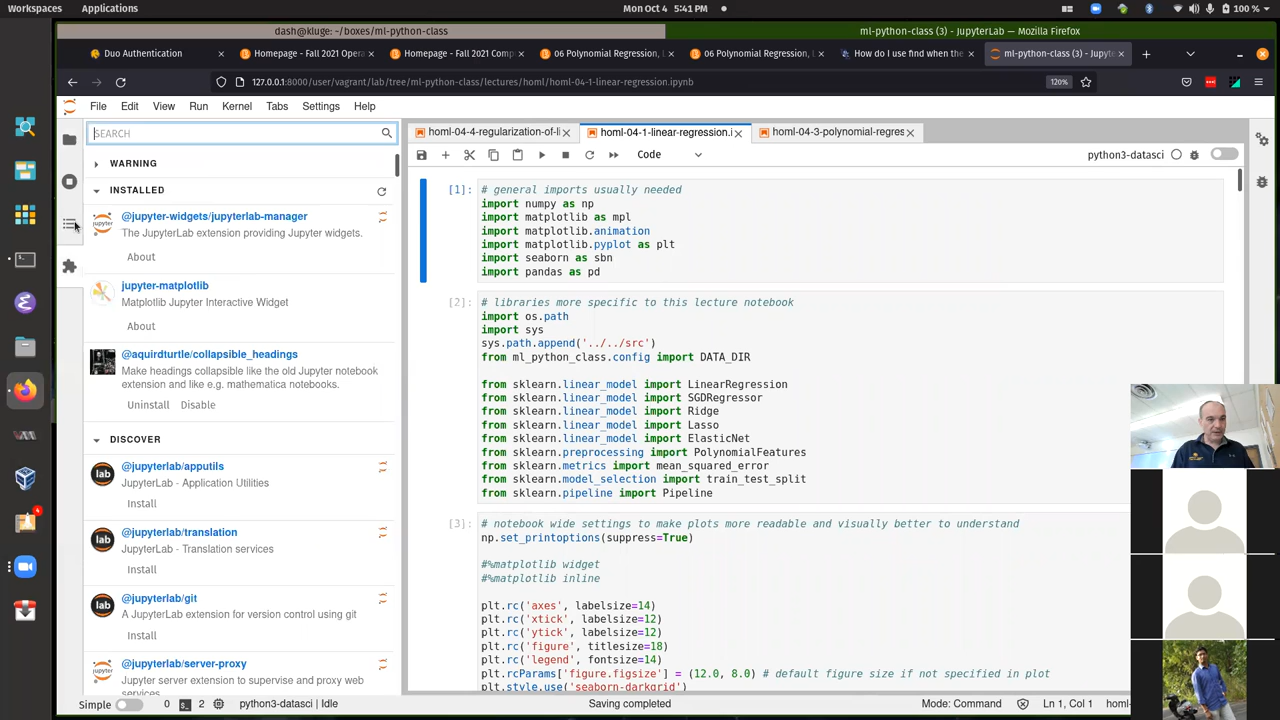 Workspaces
Applications
Mon Oct 4 5:41 PM
100 %
dash@kluge: ~/boxes/ml-python-class
ml-python-class (3) - JupyterLab — Mozilla Firefox
Duo Authentication
Homepage - Fall 2021 Oper
Homepage - Fall 2021 Comp
06 Polynomial Regression, L
06 Polynomial Regression, L
How do I use find when the
ml-python-class (3) - Jupyte
127.0.0.1:8000/user/vagrant/lab/tree/ml-python-class/lectures/homl/homl-04-1-linear-regression.ipynb
120%
File
Edit
View
Run
Kernel
Tabs
Settings
Help
SEARCH
WARNING
INSTALLED
@jupyter-widgets/jupyterlab-manager
The JupyterLab extension providing Jupyter widgets.
About
jupyter-matplotlib
Matplotlib Jupyter Interactive Widget
About
@aquirdturtle/collapsible_headings
Make headings collapsible like the old Jupyter notebook
extension and like e.g. mathematica notebooks.
Uninstall
Disable
DISCOVER
@jupyterlab/apputils
JupyterLab - Application Utilities
Install
@jupyterlab/translation
JupyterLab - Translation services
Install
@jupyterlab/git
A JupyterLab extension for version control using git
Install
@jupyterlab/server-proxy
Jupyter server extension to supervise and proxy web
services
homl-04-4-regularization-of-li
homl-04-1-linear-regression.i
homl-04-3-polynomial-regres
Code
python3-datasci
[1]:
# general imports usually needed
import numpy as np
import matplotlib as mpl
import matplotlib.animation
import matplotlib.pyplot as plt
import seaborn as sbn
import pandas as pd
[2]:
# libraries more specific to this lecture notebook
import os.path
import sys
sys.path.append('../../src')
from ml_python_class.config import DATA_DIR
from sklearn.linear_model import LinearRegression
from sklearn.linear_model import SGDRegressor
from sklearn.linear_model import Ridge
from sklearn.linear_model import Lasso
from sklearn.linear_model import ElasticNet
from sklearn.preprocessing import PolynomialFeatures
from sklearn.metrics import mean_squared_error
from sklearn.model_selection import train_test_split
from sklearn.pipeline import Pipeline
[3]:
# notebook wide settings to make plots more readable and visually better to understand
np.set_printoptions(suppress=True)
#%matplotlib widget
#%matplotlib inline
plt.rc('axes', labelsize=14)
plt.rc('xtick', labelsize=12)
plt.rc('ytick', labelsize=12)
plt.rc('figure', titlesize=18)
plt.rc('legend', fontsize=14)
plt.rcParams['figure.figsize'] = (12.0, 8.0) # default figure size if not specified in plot
plt.style.use('seaborn-darkgrid')
Simple
0
2
python3-datasci | Idle
Saving completed
Mode: Command
Ln 1, Col 1
homl-